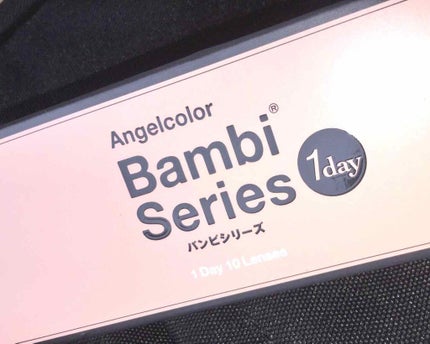 Angelcolor
Bambi®
Series
1day
バンビシリーズ
1 Day 10 Lenses